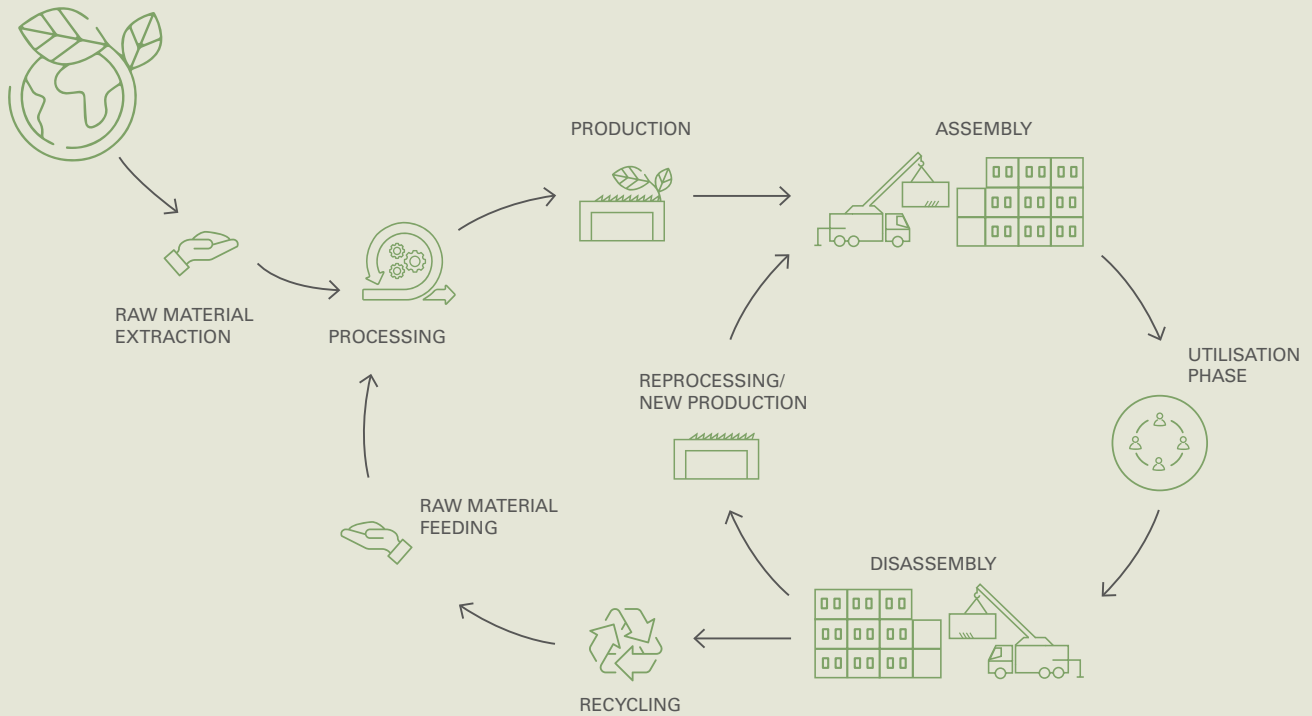 PRODUCTION
ASSEMBLY
RAW MATERIAL
EXTRACTION
PROCESSING
UTILISATION
PHASE
REPROCESSING/
NEW PRODUCTION
RAW MATERIAL
FEEDING
DISASSEMBLY
RECYCLING